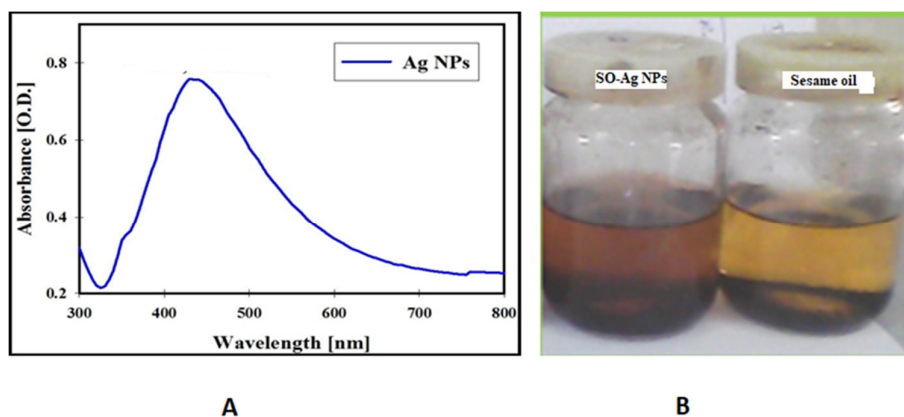 0.8
0.6
0.4
0.2
Absorbance [O.D.]
Ag NPs
300 400 500 600 700 800
Wavelength [nm]
A
SO-Ag NPs
Sesame oil
B